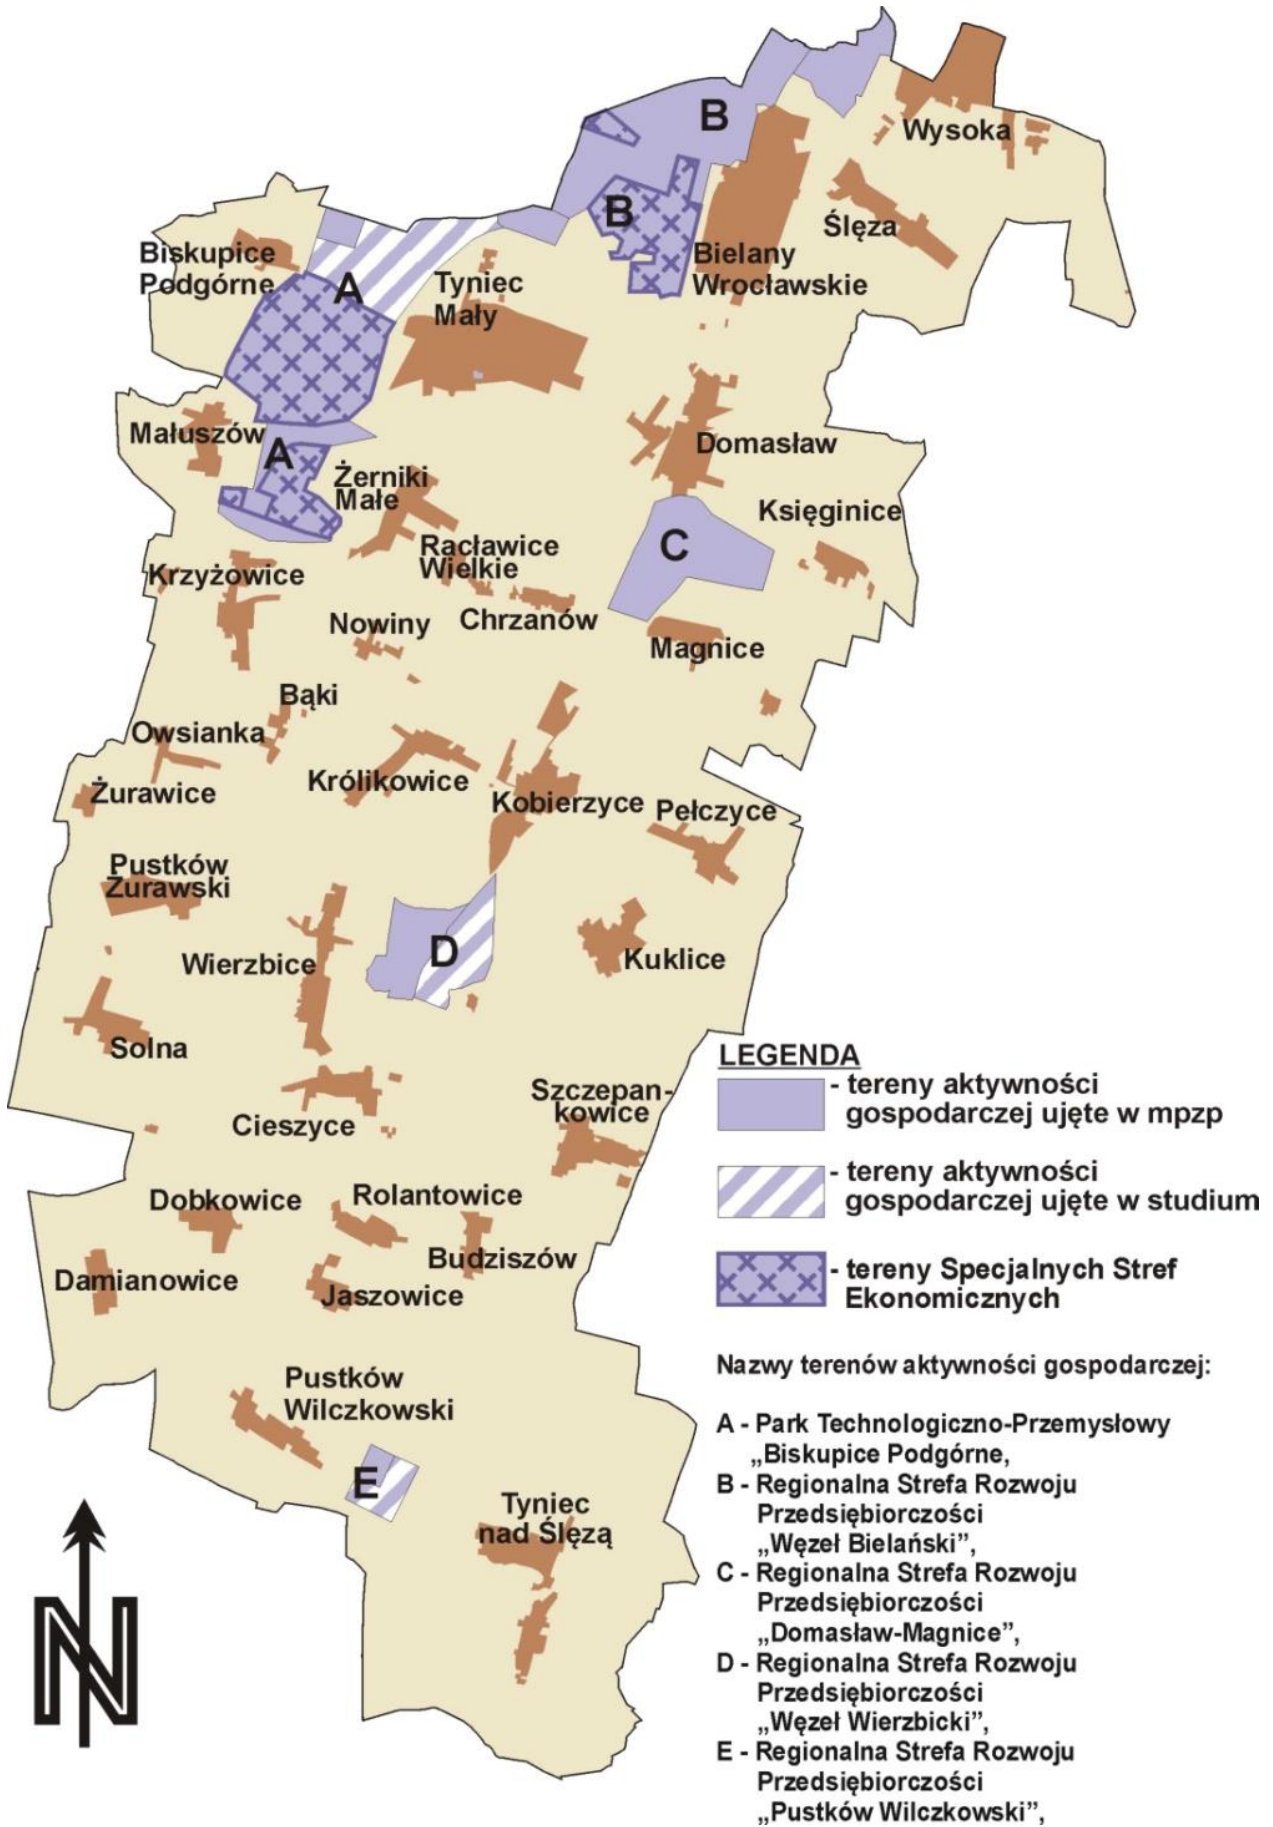 B
Wysoka
B
Ślęza
Biskupice
Podgórne
Bielany
Wrocławskie
A
Tyniec
Mały
Małuszów
A
Domasław
Żerniki
Małe
Księginice
C
Racławice
Wielkie
Krzyżowice
Nowiny
Chrzanów
Magnice
Bąki
Owsianka
Żurawice
Królikowice
Kobierzyce
Pełczyce
Pustków
Żurawski
Wierzbice
D
Kuklice
Solna
Cieszyce
Szczepan-
kowice
Dobkowice
Rolantowice
Budziszów
Damianowice
Jaszowice
Pustków
Wilczkowski
E
Tyniec
nad Ślęzą
N
LEGENDA
- tereny aktywności
gospodarczej ujęte w mpzp
- tereny aktywności
gospodarczej ujęte w studium
- tereny Specjalnych Stref
Ekonomicznych
Nazwy terenów aktywności gospodarczej:
A - Park Technologiczno-Przemysłowy
„Biskupice Podgórne,
B - Regionalna Strefa Rozwoju
Przedsiębiorczości
„Węzeł Bielański”,
C - Regionalna Strefa Rozwoju
Przedsiębiorczości
„Domasław-Magnice”,
D - Regionalna Strefa Rozwoju
Przedsiębiorczości
„Węzeł Wierzbicki”,
E - Regionalna Strefa Rozwoju
Przedsiębiorczości
„Pustków Wilczkowski”,